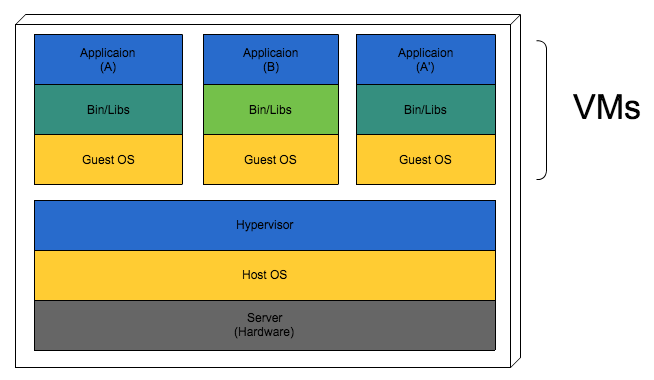 Applicaion
(A)
Applicaion
(B)
Applicaion
(A')
Bin/Libs
Bin/Libs
Bin/Libs
Guest OS
Guest OS
Guest OS
VMs
Hypervisor
Host OS
Server
(Hardware)